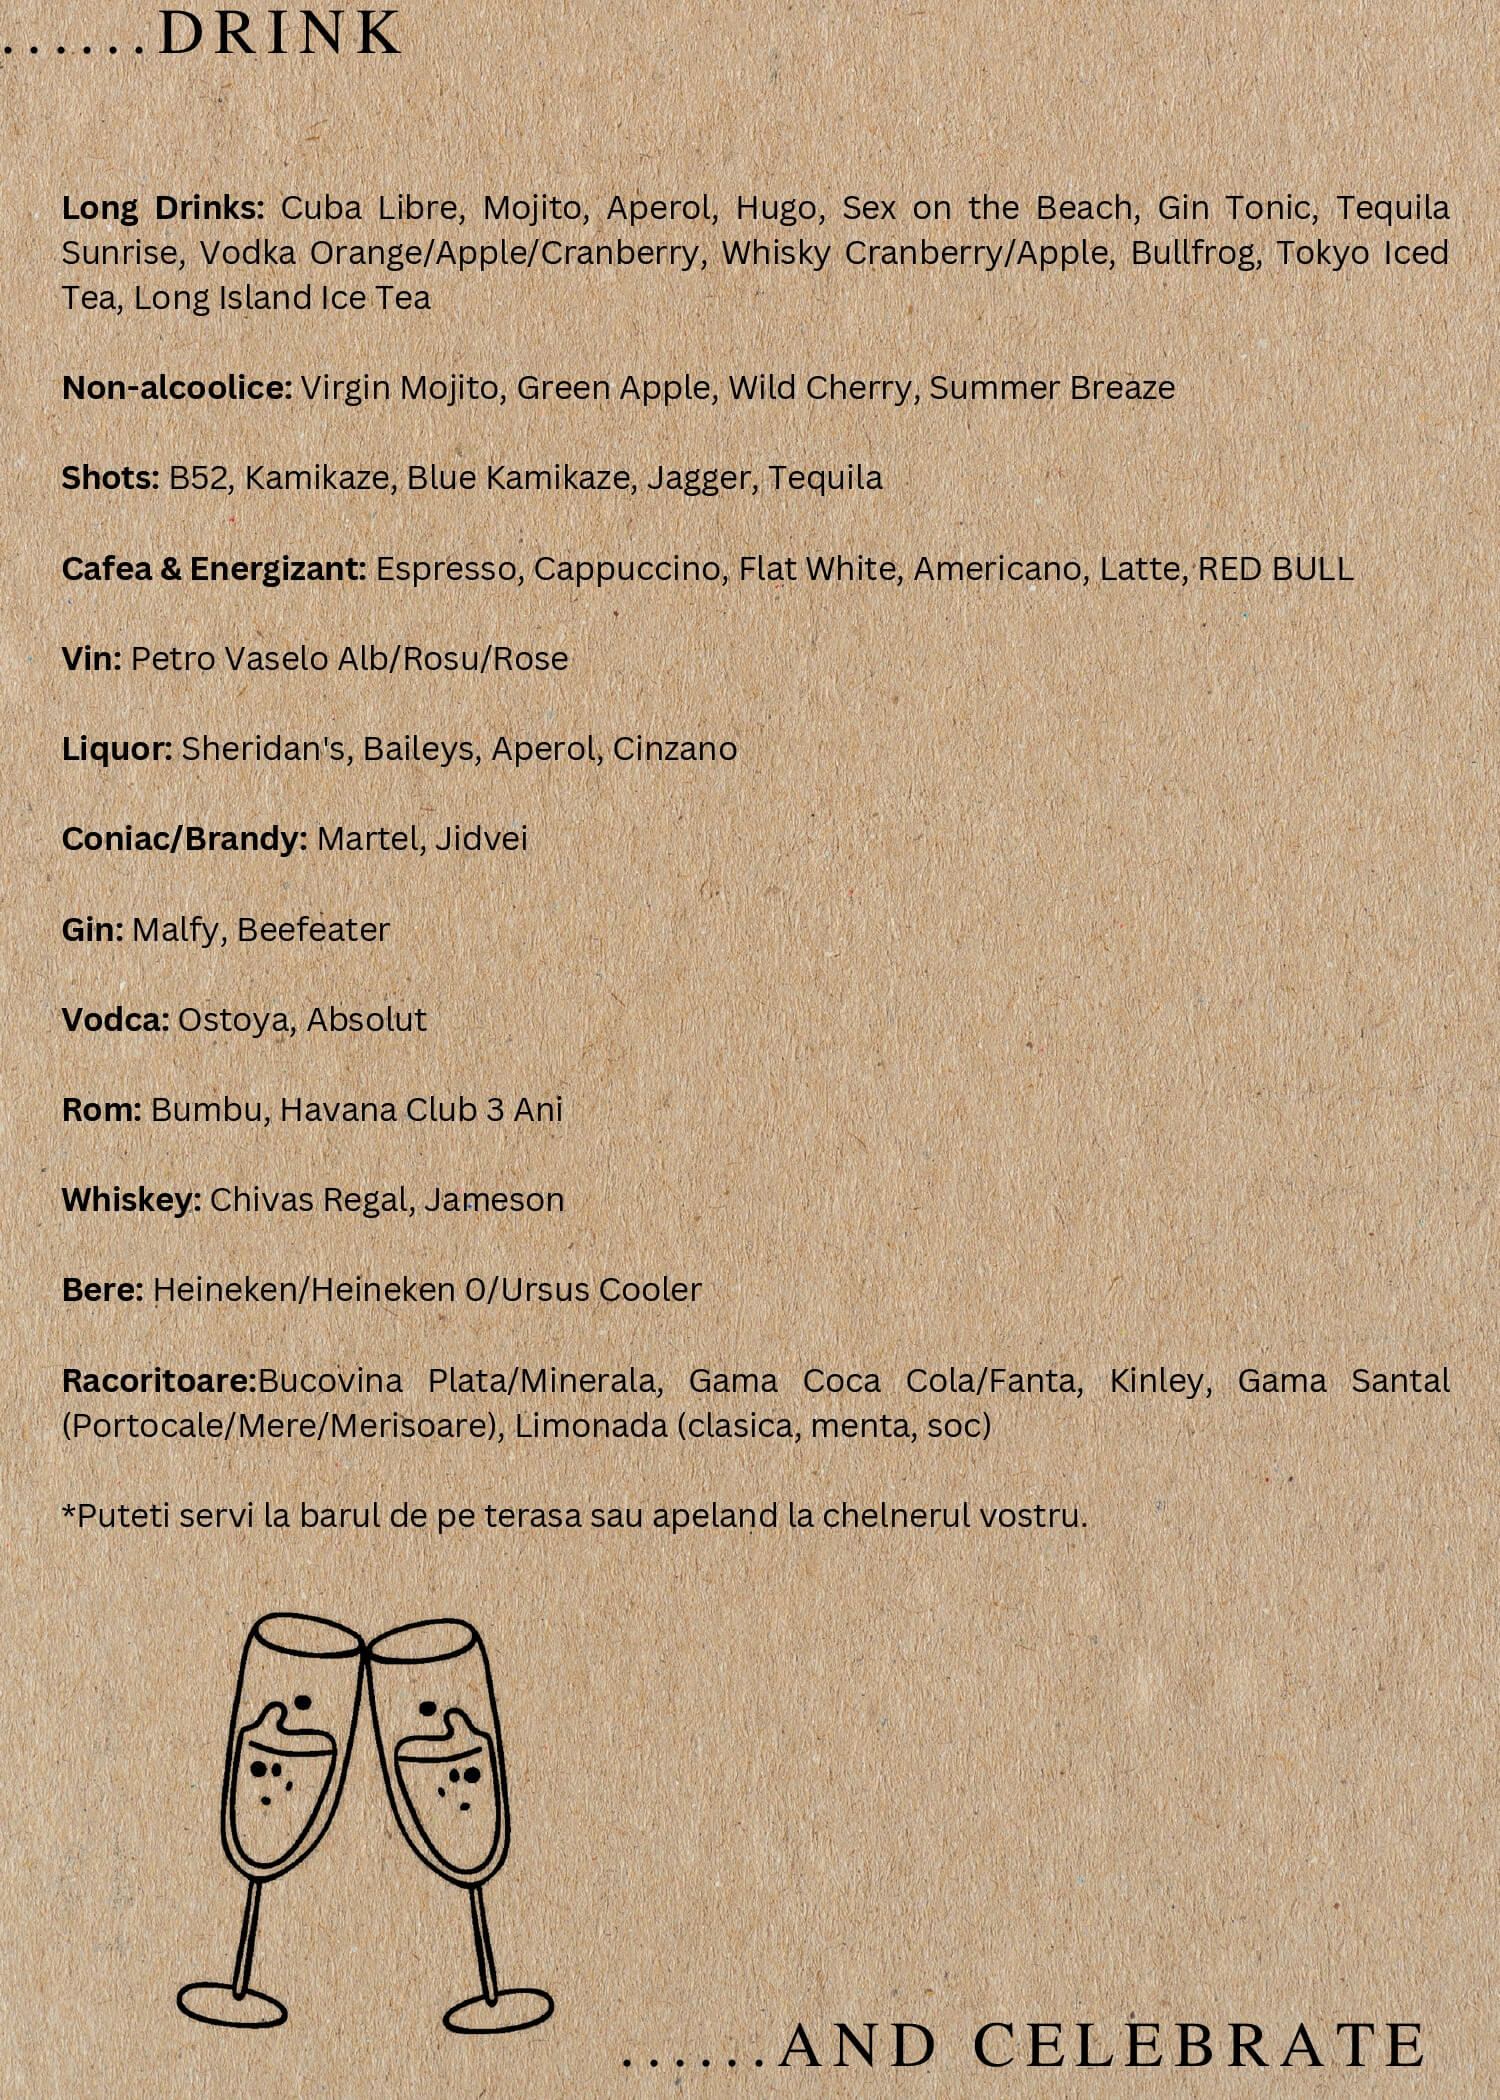 ......DRINK
Long Drinks: Cuba Libre, Mojito, Aperol, Hugo, Sex on the Beach, Gin Tonic, Tequila
Sunrise, Vodka Orange/Apple/Cranberry, Whisky Cranberry/Apple, Bullfrog, Tokyo Iced
Tea, Long Island Ice Tea
Non-alcoolice: Virgin Mojito, Green Apple, Wild Cherry, Summer Breaze
Shots: B52, Kamikaze, Blue Kamikaze, Jagger, Tequila
Cafea & Energizant: Espresso, Cappuccino, Flat White, Americano, Latte, RED BULL
Vin: Petro Vaselo Alb/Rosu/Rose
Liquor: Sheridan's, Baileys, Aperol, Cinzano
Coniac/Brandy: Martel, Jidvei
Gin: Malfy, Beefeater
Vodca: Ostoya, Absolut
Rom: Bumbu, Havana Club 3 Ani
Whiskey: Chivas Regal, Jameson
Bere: Heineken/Heineken 0/Ursus Cooler
Racoritoare:Bucovina Plata/Minerala, Gama Coca Cola/Fanta, Kinley, Gama Santal
(Portocale/Mere/Merisoare), Limonada (clasica, menta, soc)
*Puteti servi la barul de pe terasa sau apeland la chelnerul vostru.
......AND CELEBRATE